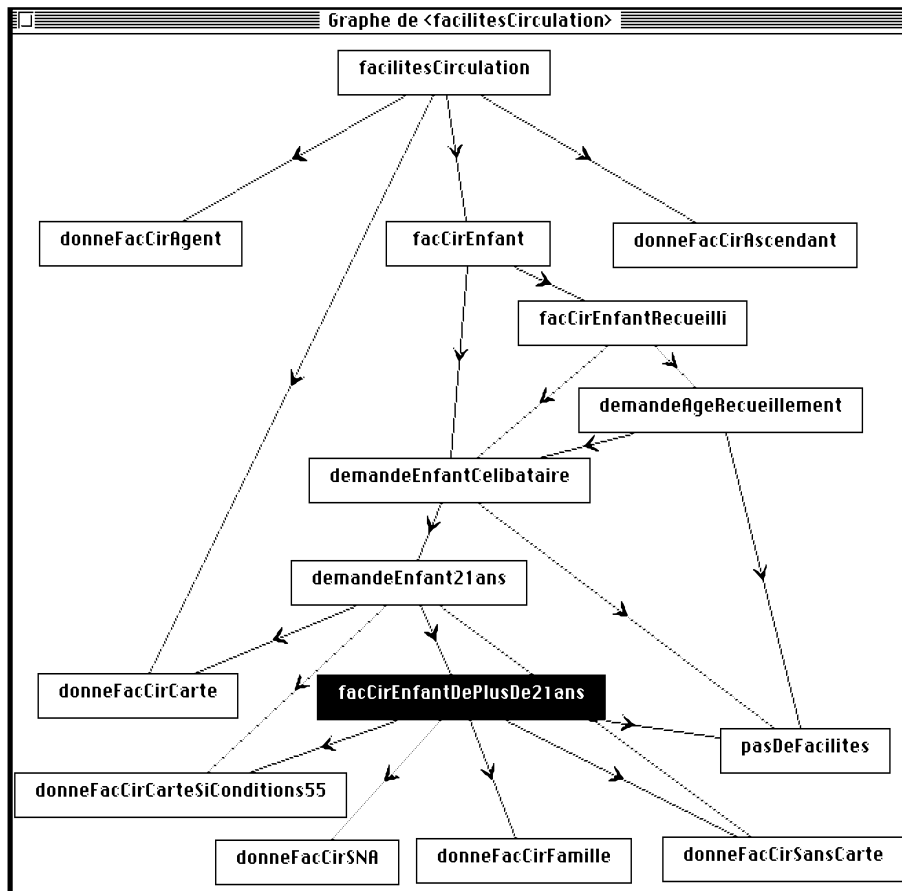 Graphe de <facilitesCirculation>
facilitesCirculation
donneFacCirAgent
facCirEnfant
donneFacCirAscendant
facCirEnfantRecueilli
demandeAgeRecueillement
demandeEnfantCelibataire
demandeEnfant21ans
donneFacCirCarte
facCirEnfantDePlusDe21ans
pasDeFacilites
donneFacCirCarteSiConditions55
donneFacCirSNA
donneFacCirFamille
donneFacCirSansCarte